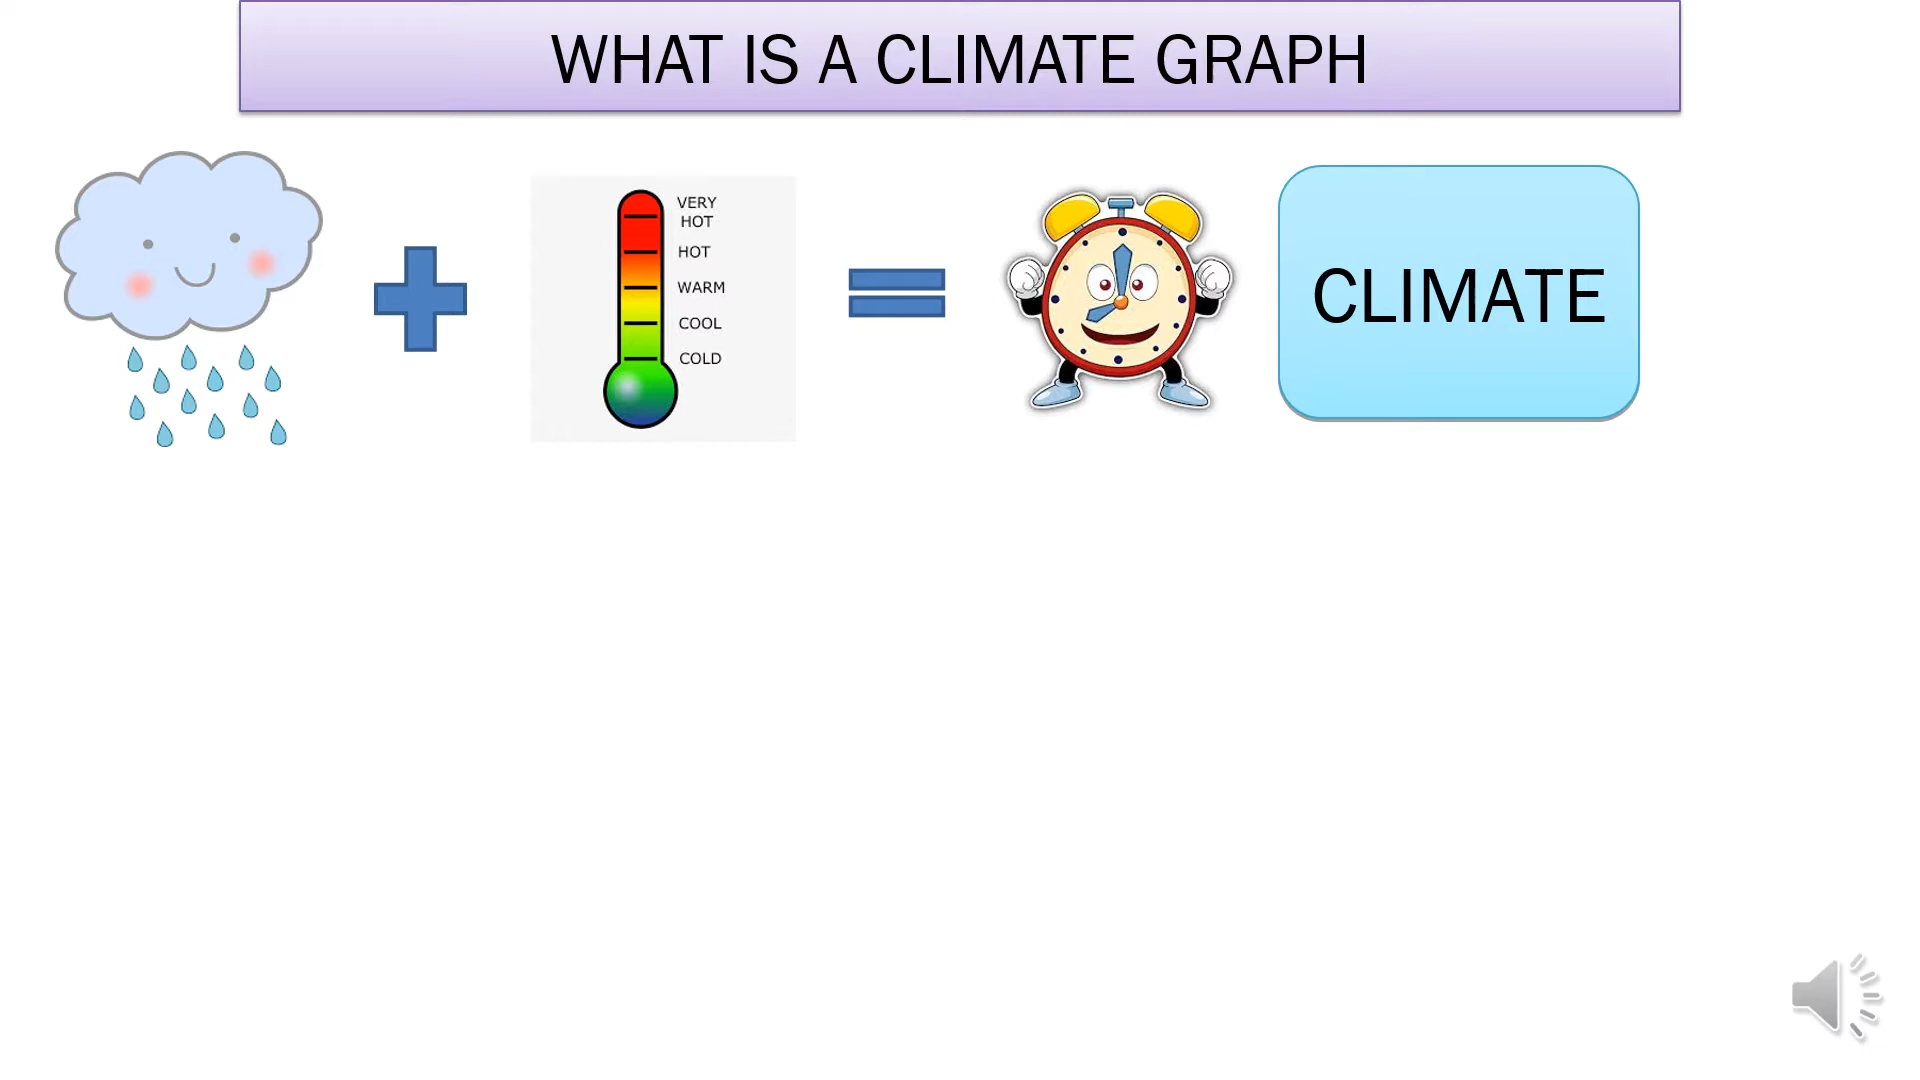 WHAT IS A CLIMATE GRAPH
VERY
HOT
HOT
WARM
COOL
COLD
CLIMATE